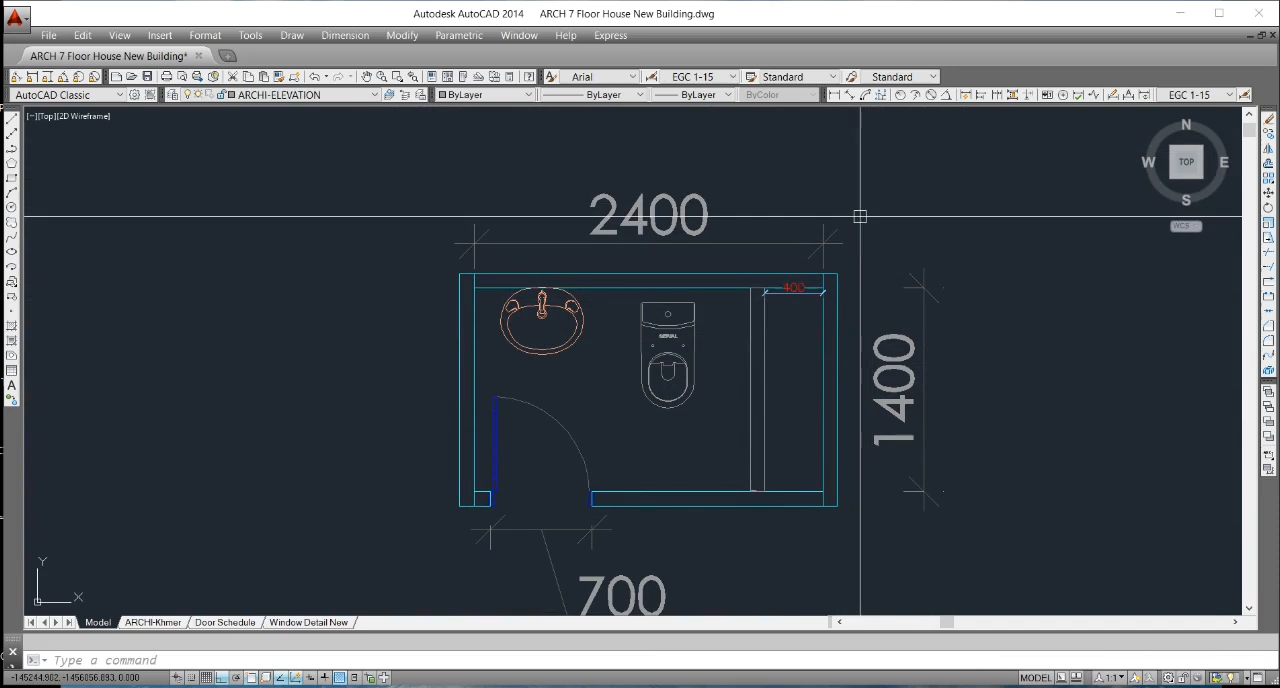 Autodesk AutoCAD 2014 ARCH 7 Floor House New Building.dwg
File Edit View Insert Format Tools Draw Dimension Modify Parametric Window Help Express
ARCH 7 Floor House New Building*
Arial EGC 1-15 Standard Standard
AutoCAD Classic ARCHI-ELEVATION ByLayer ByLayer ByLayer ByColor EGC 1-15
[−][Top][2D Wireframe]
N
W TOP E
S
WCS
2400
400
1400
700
Y
X
Model ARCHI-Khmer Door Schedule Window Detail New
Type a command
-145244.902, -1456056.893, 0.000 MODEL 1:1